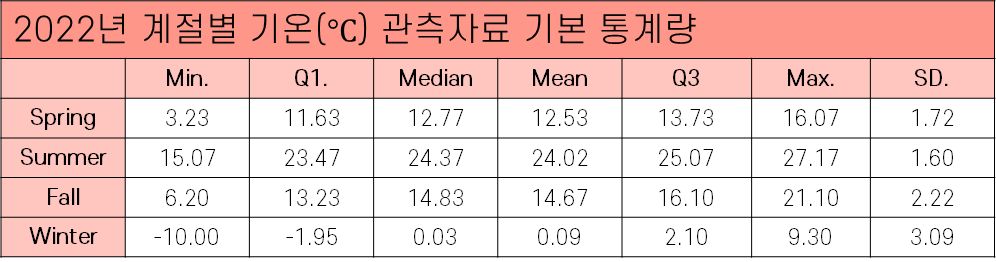 2022년 계절별 기온(℃) 관측자료 기본 통계량
Min. Q1. Median Mean Q3 Max. SD.
Spring 3.23 11.63 12.77 12.53 13.73 16.07 1.72
Summer 15.07 23.47 24.37 24.02 25.07 27.17 1.60
Fall 6.20 13.23 14.83 14.67 16.10 21.10 2.22
Winter -10.00 -1.95 0.03 0.09 2.10 9.30 3.09